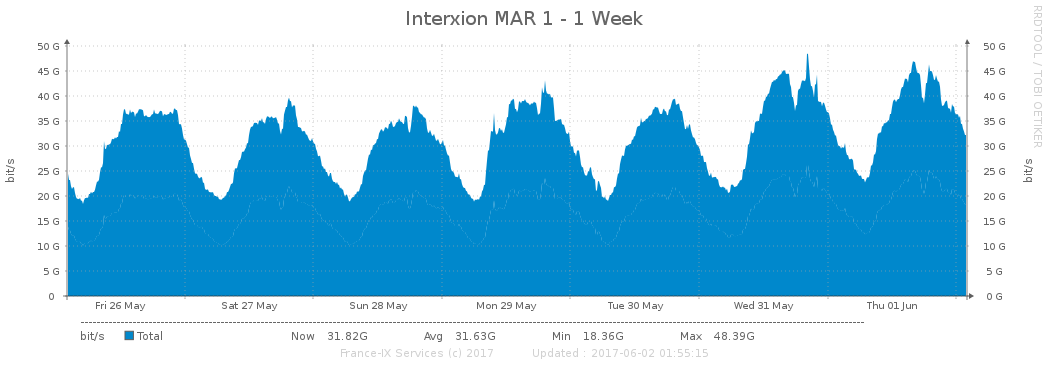 Interxion MAR 1 - 1 Week
RRDTOOL / TOBI OETIKER
50 G 50 G
45 G 45 G
40 G 40 G
35 G 35 G
30 G 30 G
25 G 25 G
20 G 20 G
15 G 15 G
10 G 10 G
5 G 5 G
0 0 G
bit/s bit/s
Fri 26 May Sat 27 May Sun 28 May Mon 29 May Tue 30 May Wed 31 May Thu 01 Jun
bit/s Total Now 31.82G Avg 31.63G Min 18.36G Max 48.39G
France-IX Services (c) 2017 Updated : 2017-06-02 01:55:15